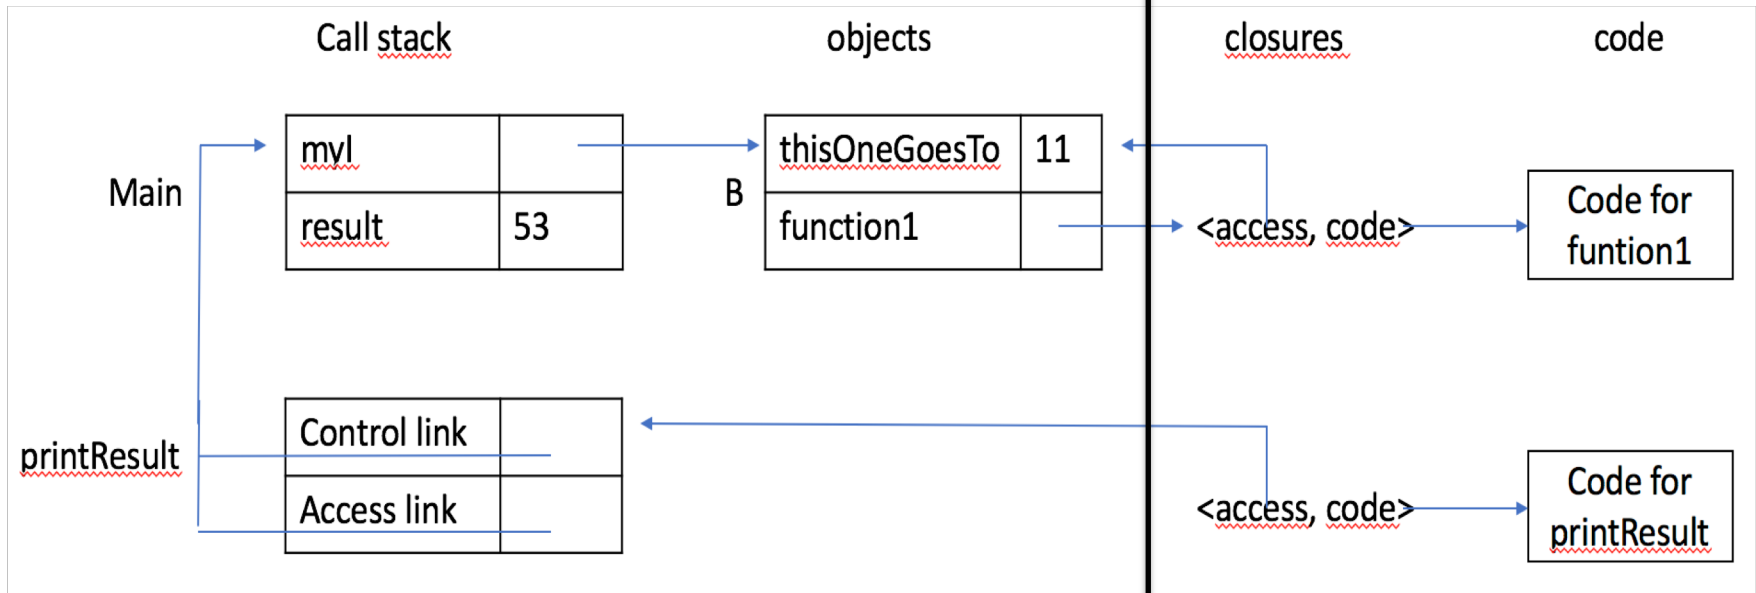 Call stack
objects
closures
code
Main
myl
result
53
B
thisOneGoesTo
11
function1
<access, code>
Code for
funtion1
printResult
Control link
Access link
<access, code>
Code for
printResult